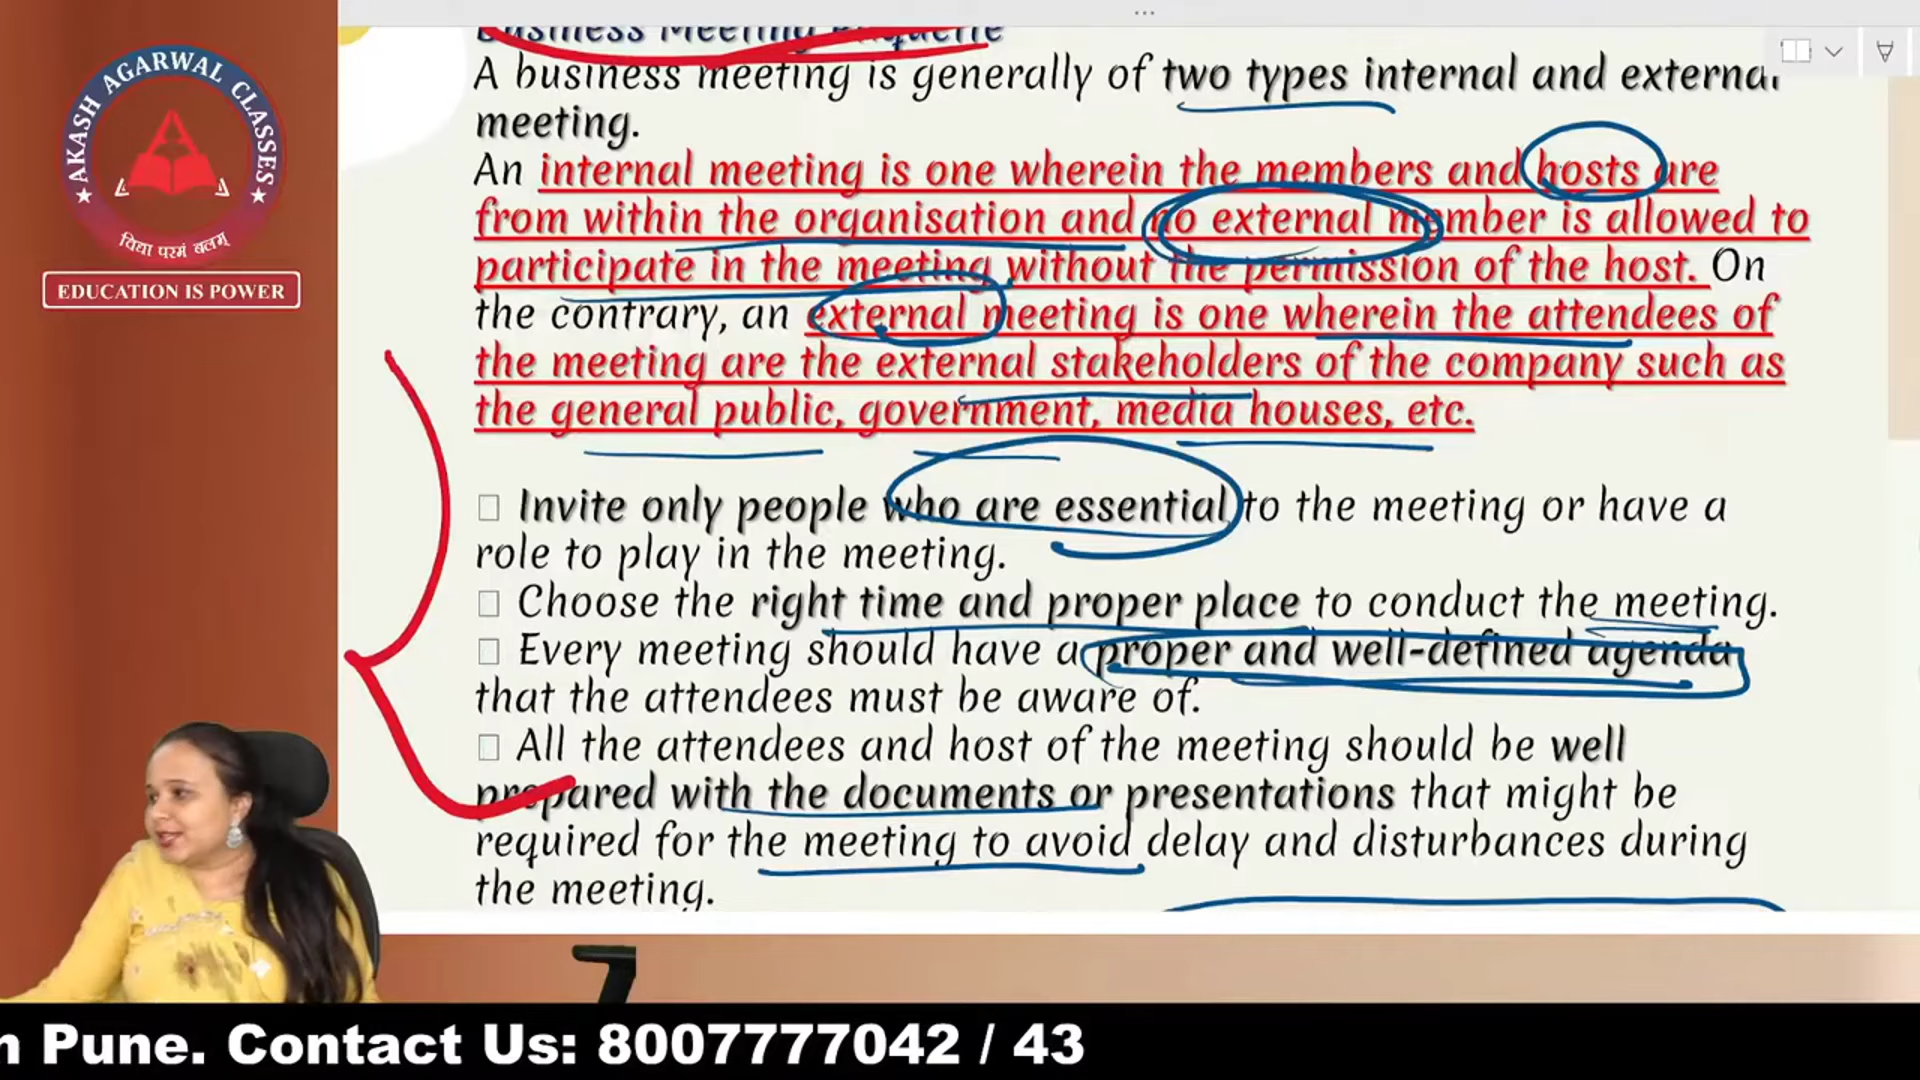 AKASH AGARWAL CLASSES
विद्या परमं बलम्
EDUCATION IS POWER
Business Meeting Etiquette
A business meeting is generally of two types internal and external
meeting.
An internal meeting is one wherein the members and hosts are
from within the organisation and no external member is allowed to
participate in the meeting without the permission of the host. On
the contrary, an external meeting is one wherein the attendees of
the meeting are the external stakeholders of the company such as
the general public, government, media houses, etc.
Invite only people who are essential to the meeting or have a
role to play in the meeting.
Choose the right time and proper place to conduct the meeting.
Every meeting should have a proper and well-defined agenda
that the attendees must be aware of.
All the attendees and host of the meeting should be well
prepared with the documents or presentations that might be
required for the meeting to avoid delay and disturbances during
the meeting.
n Pune. Contact Us: 8007777042 / 43